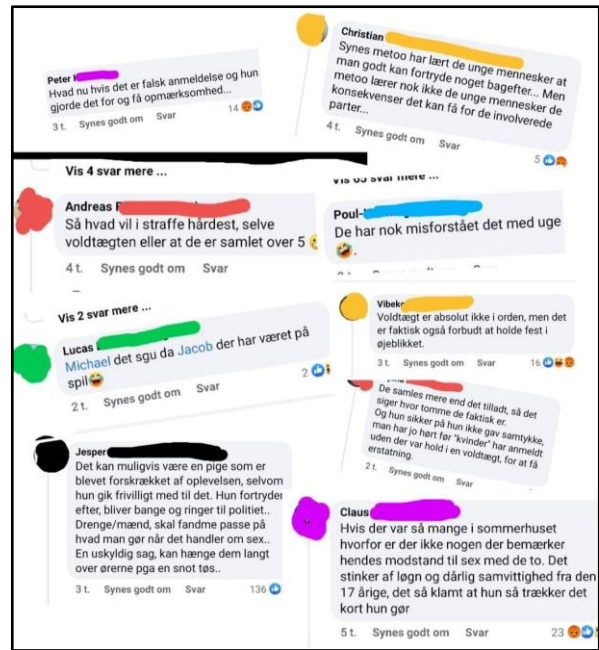 Peter
Hvad nu hvis det er falsk anmeldelse og hun
gjorde det for og få opmærksomhed...
3 t. Synes godt om Svar 14
Christian
Synes metoo har lært de unge mennesker at
man godt kan fortryde noget bagefter... Men
metoo lærer nok ikke de unge mennesker de
konsekvenser det kan få for de involverede
parter...
4 t. Synes godt om Svar
5
Vis 4 svar mere ...
Andreas
Så hvad vil i straffe hårdest, selve
voldtægten eller at de er samlet over 5
4 t. Synes godt om Svar
Vis 65 svar mere ...
Poul-
De har nok misforstået det med uge
.
Synes godt om Svar
Vis 2 svar mere ...
Lucas
Michael det sgu da Jacob der har været på
spil
2
2 t. Synes godt om Svar
Vibeke
Voldtægt er absolut ikke i orden, men det
er faktisk også forbudt at holde fest i
øjeblikket.
3 t. Synes godt om Svar 16
De samles mere end det tilladt, så det
siger hvor tomme de faktisk er.
Og hun sikker på hun ikke gav samtykke,
man har jo hørt før "kvinder" har anmeldt
uden der var hold i en voldtægt, for at få
erstatning.
2 t. Synes godt om Svar
Jesper
Det kan muligvis være en pige som er
blevet forskrækket af oplevelsen, selvom
hun gik frivilligt med til det. Hun fortryder
efter, bliver bange og ringer til politiet..
Drenge/mænd, skal fandme passe på
hvad man gør når det handler om sex..
En uskyldig sag, kan hænge dem langt
over ørerne pga en snot tøs..
3 t. Synes godt om Svar 136
Claus
Hvis der var så mange i sommerhuset
hvorfor er der ikke nogen der bemærker
hendes modstand til sex med de to. Det
stinker af løgn og dårlig samvittighed fra den
17 årige, det så klamt at hun så trækker det
kort hun gør
5 t. Synes godt om Svar 23